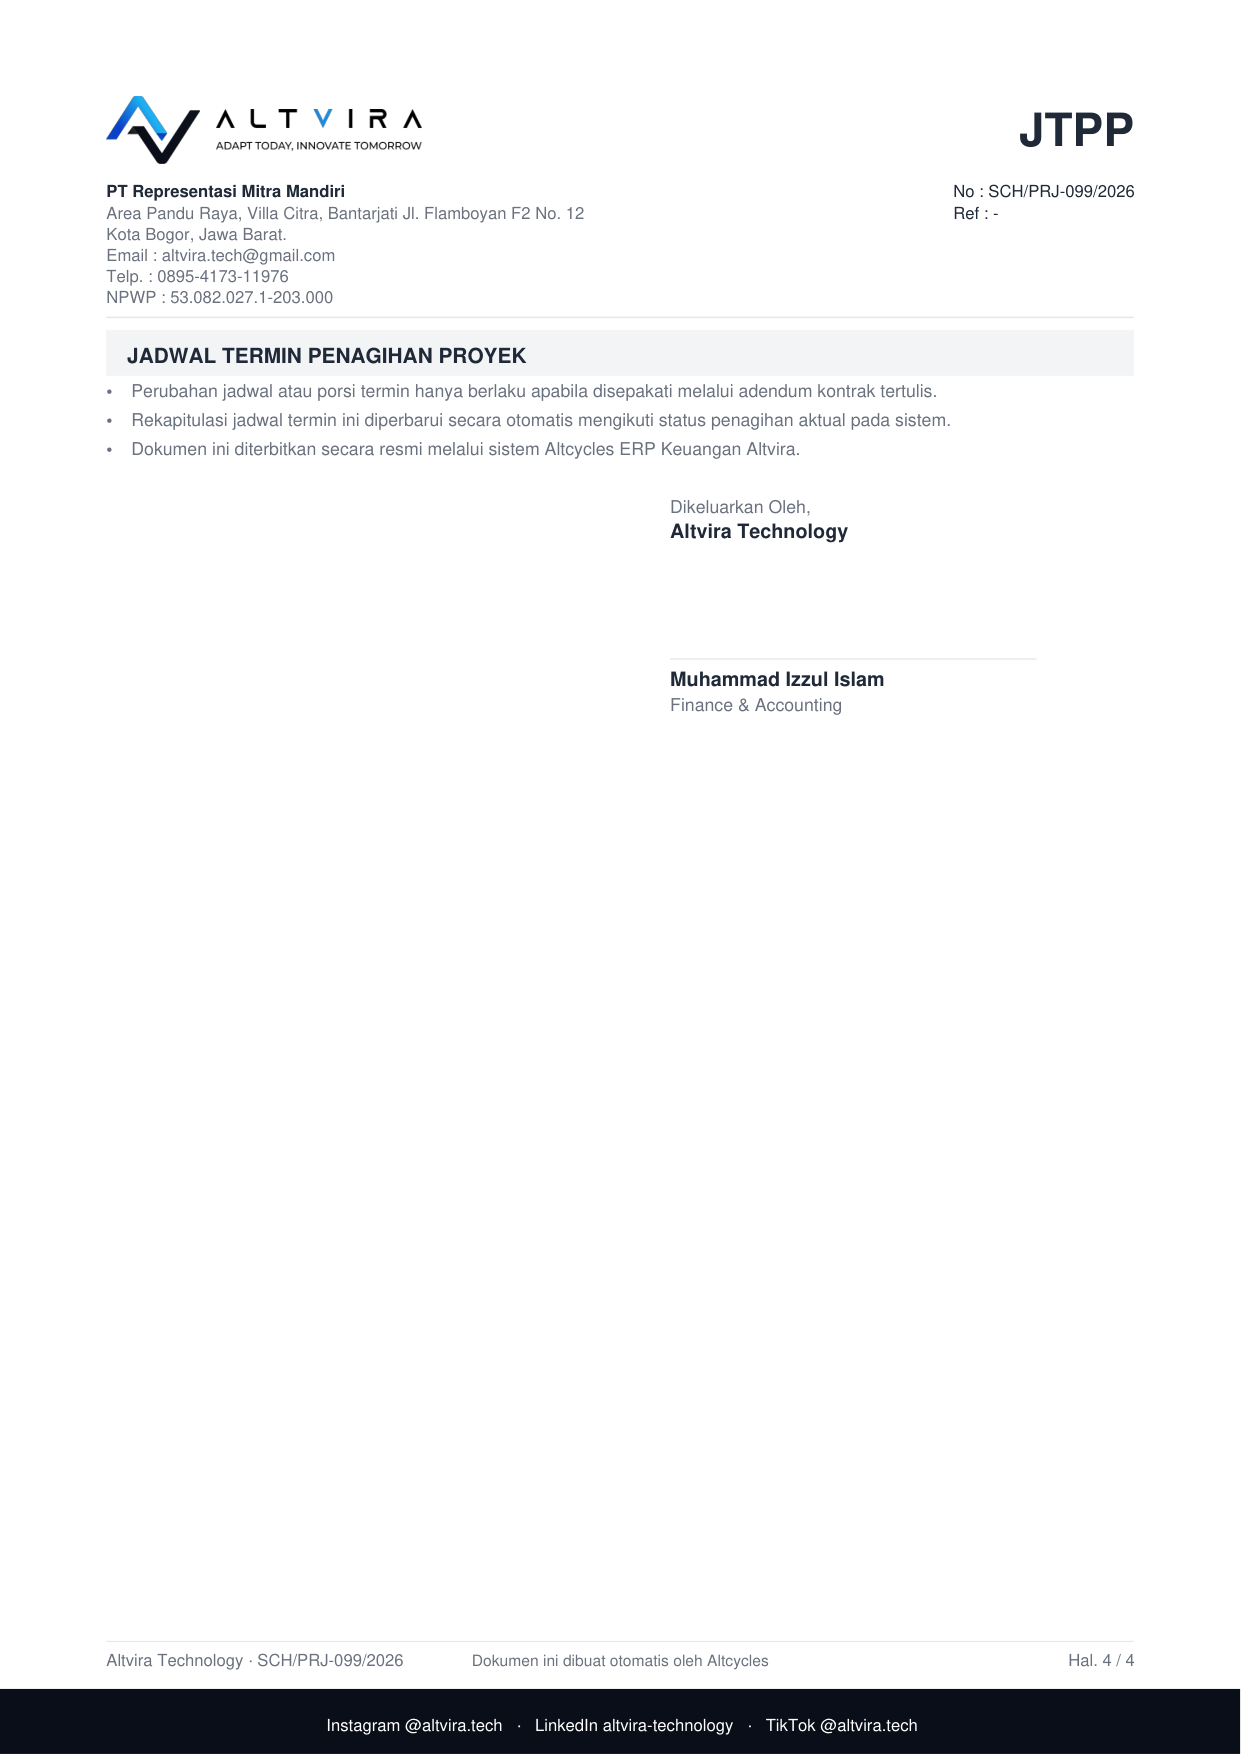 ALTVIRA
ADAPT TODAY, INNOVATE TOMORROW
JTPP
PT Representasi Mitra Mandiri
Area Pandu Raya, Villa Citra, Bantarjati Jl. Flamboyan F2 No. 12
Kota Bogor, Jawa Barat.
Email : altvira.tech@gmail.com
Telp. : 0895-4173-11976
NPWP : 53.082.027.1-203.000
No : SCH/PRJ-099/2026
Ref : -
JADWAL TERMIN PENAGIHAN PROYEK
• Perubahan jadwal atau porsi termin hanya berlaku apabila disepakati melalui adendum kontrak tertulis.
• Rekapitulasi jadwal termin ini diperbarui secara otomatis mengikuti status penagihan aktual pada sistem.
• Dokumen ini diterbitkan secara resmi melalui sistem Altcycles ERP Keuangan Altvira.
Dikeluarkan Oleh,
Altvira Technology
Muhammad Izzul Islam
Finance & Accounting
Altvira Technology · SCH/PRJ-099/2026 Dokumen ini dibuat otomatis oleh Altcycles Hal. 4 / 4
Instagram @altvira.tech · LinkedIn altvira-technology · TikTok @altvira.tech